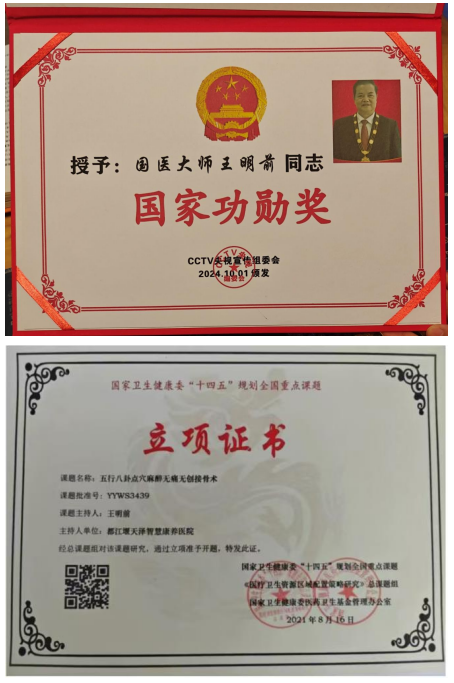 授予：国医大师王明前同志
国家功勋奖
CCTV央视宣传组委会
2024.10.01颁发
国家卫生健康委“十四五”规划全国重点课题
立项证书
课题名称：五行八卦点穴麻醉无痛无创接骨术
课题批准号：YYWS3439
课题主持人：王明前
主持人单位：都江堰天泽智慧康养医院
经总课题组对该课题研究，通过立项准予开题，特发此证。
国家卫生健康委“十四五”规划全国重点课题
《医疗卫生资源区域配置策略研究》总课题组
国家卫生健康委医药卫生基金管理办公室
2021年8月16日